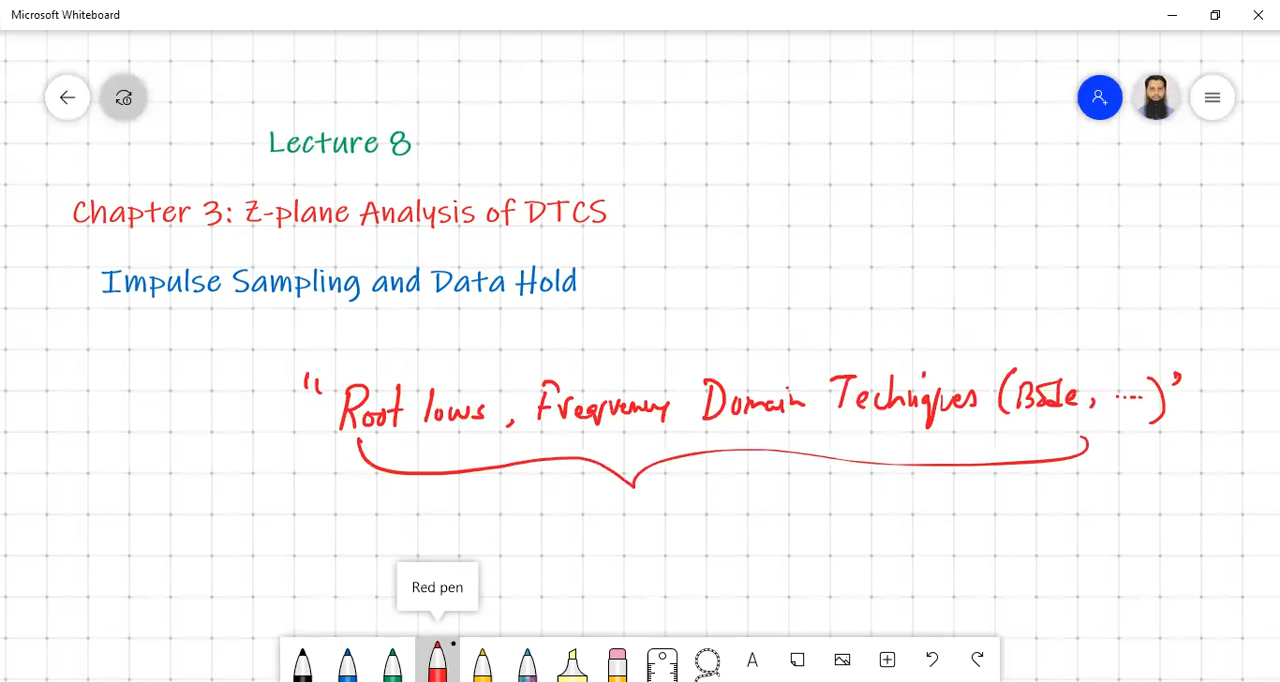 Microsoft Whiteboard
Lecture 8
Chapter 3: Z-plane Analysis of DTCS
Impulse Sampling and Data Hold
" Root locus, Frequency Domain Techniques (Bode, ....)"
Red pen
A